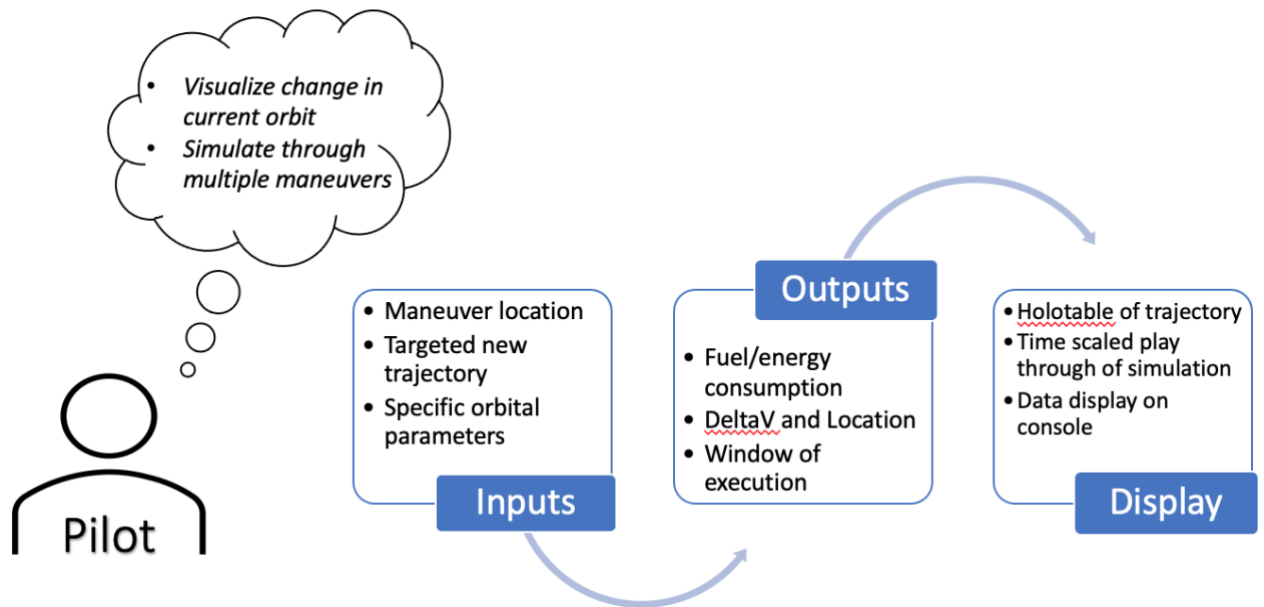 • Visualize change in
current orbit
• Simulate through
multiple maneuvers
Pilot
• Maneuver location
• Targeted new
trajectory
• Specific orbital
parameters
Inputs
Outputs
• Fuel/energy
consumption
• DeltaV and Location
• Window of
execution
• Holotable of trajectory
• Time scaled play
through of simulation
• Data display on
console
Display